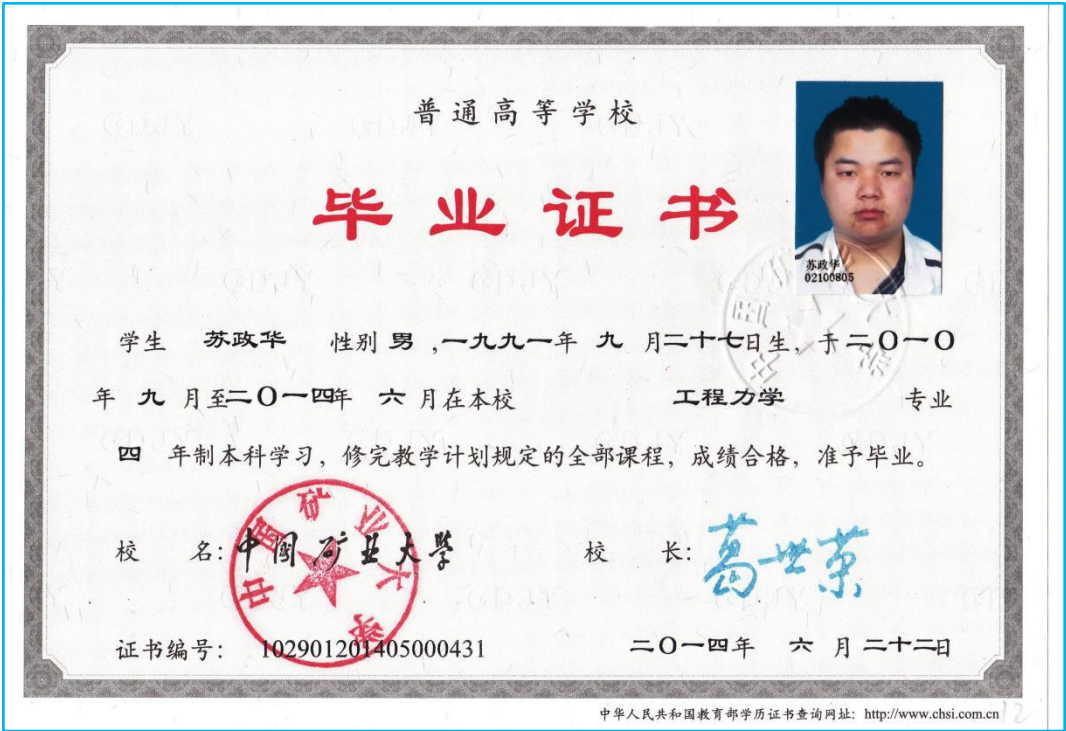 普通高等学校
毕业证书
苏政华
02100805
学生 苏政华 性别 男 ,一九九一年 九 月二十七日生，于二〇一〇
年 九 月至二〇一四年 六 月在本校 工程力学 专业
四 年制本科学习，修完教学计划规定的全部课程，成绩合格，准予毕业。
校 名:中国矿业大学 校 长:葛世荣
中国矿业大学
证书编号: 102901201405000431 二〇一四年 六 月 二十二日
中华人民共和国教育部学历证书查询网址: http://www.chsi.com.cn
12